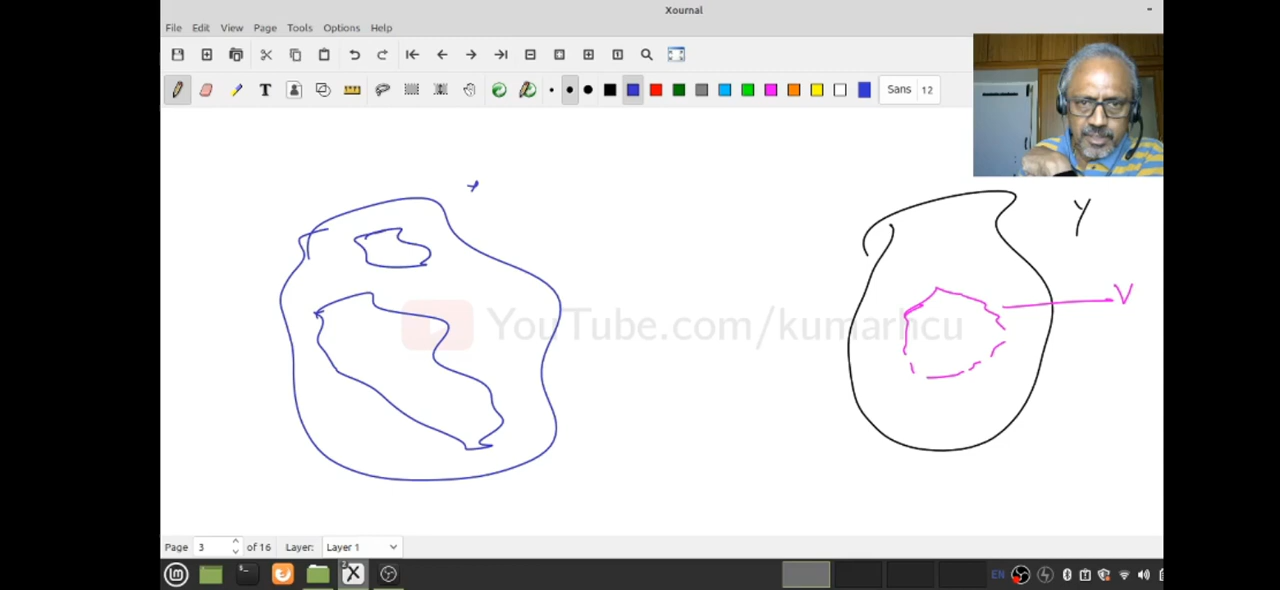 Xournal
File Edit View Page Tools Options Help
T Sans 12
Y
V
YouTube.com/kumarhcu
Page 3 of 16 Layer: Layer 1
EN